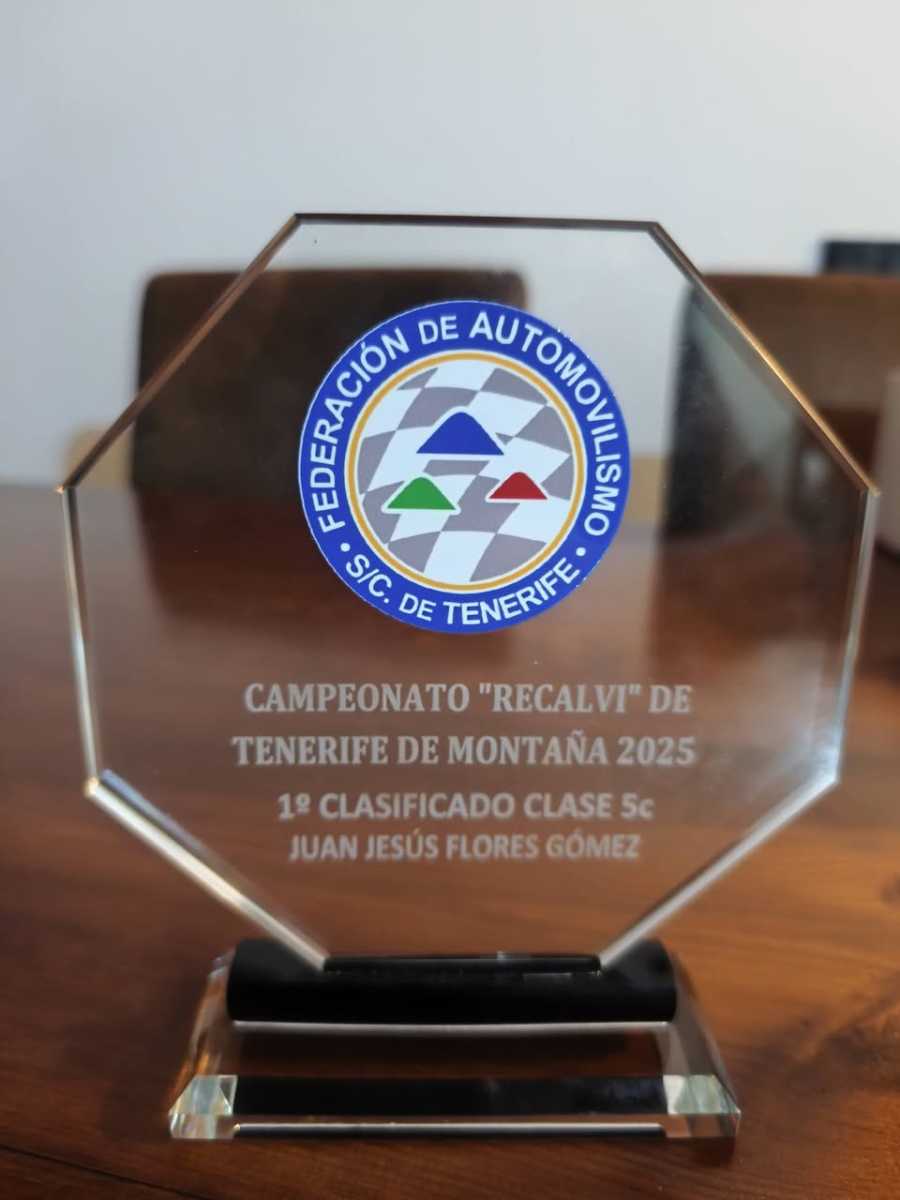 FEDERACIÓN DE AUTOMOVILISMO
• S/C. DE TENERIFE •
CAMPEONATO "RECALVI" DE
TENERIFE DE MONTAÑA 2025
1º CLASIFICADO CLASE 5c
JUAN JESÚS FLORES GÓMEZ